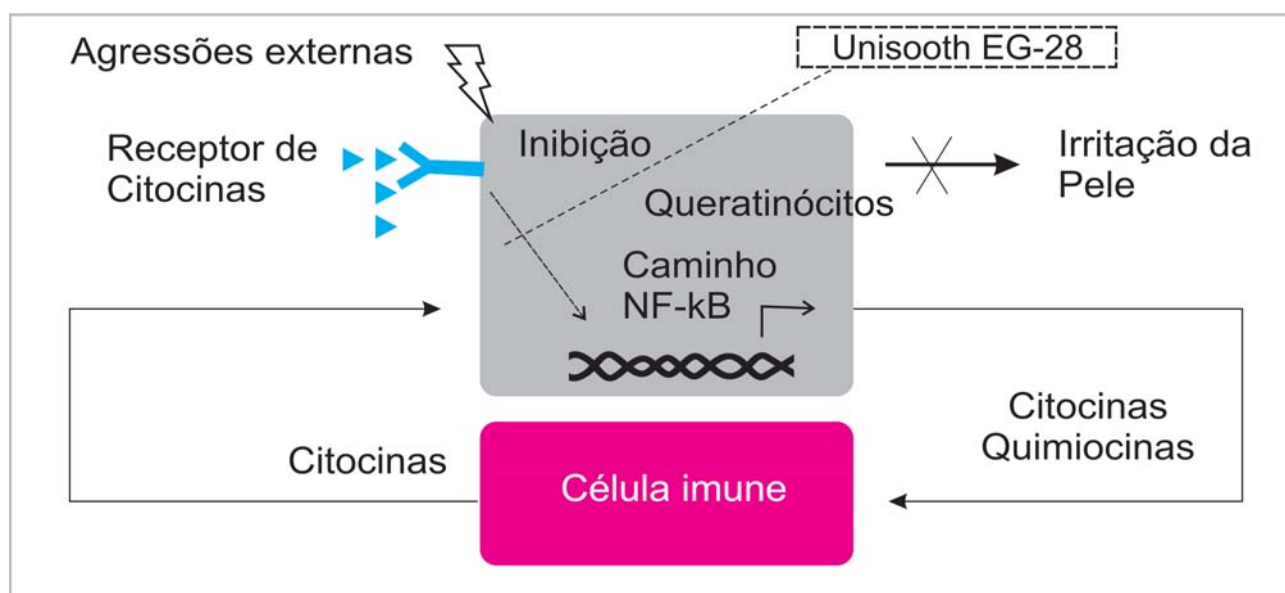 Agressões externas
Unisooth EG-28
Receptor de
Citocinas
Inibição
Irritação da
Pele
Queratinócitos
Caminho
NF-kB
Citocinas
Quimiocinas
Citocinas
Célula imune